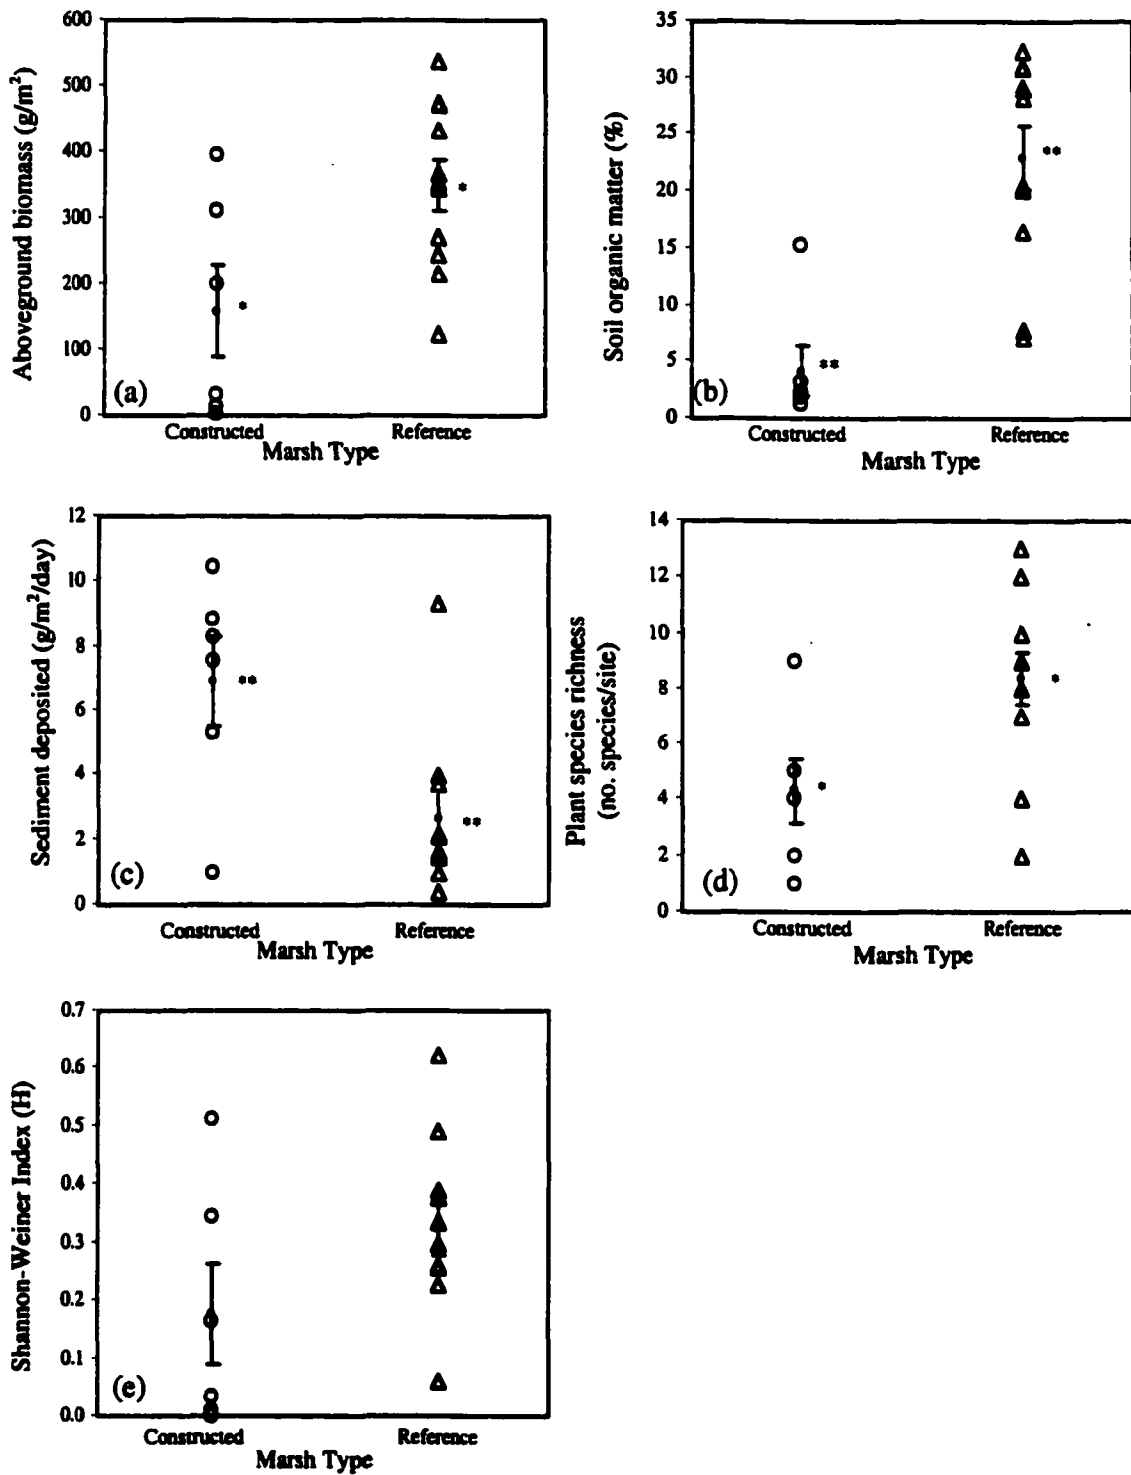 600
500
400
300
200
100
0
Aboveground biomass (g/m²)
*
*
(a)
Constructed
Reference
Marsh Type
35
30
25
20
15
10
5
0
Soil organic matter (%)
**
**
(b)
Constructed
Reference
Marsh Type
12
10
8
6
4
2
0
Sediment deposited (g/m²/day)
**
**
(c)
Constructed
Reference
Marsh Type
14
12
10
8
6
4
2
0
Plant species richness
(no. species/site)
*
*
(d)
Constructed
Reference
Marsh Type
0.7
0.6
0.5
0.4
0.3
0.2
0.1
0.0
Shannon-Weiner Index (H)
(e)
Constructed
Reference
Marsh Type